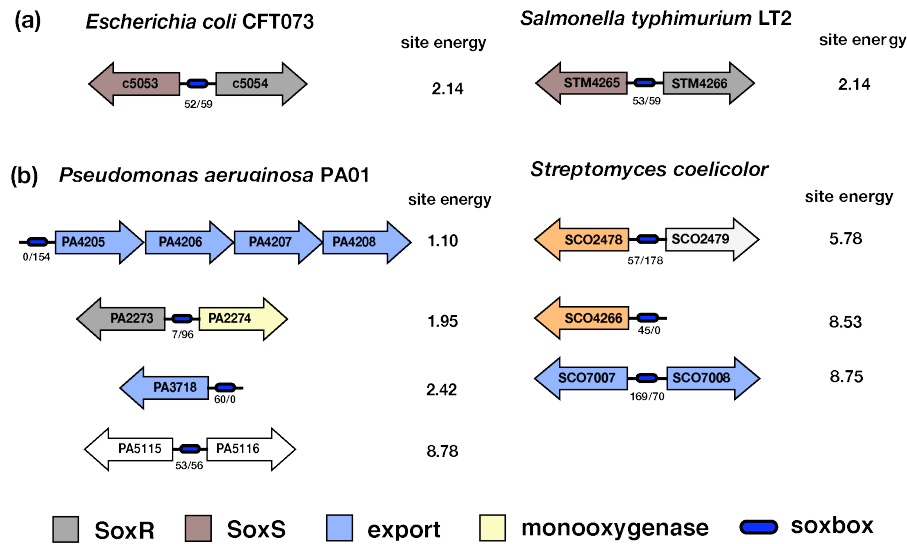 (a)
Escherichia coli CFT073
site energy
c5053
c5054
52/59
2.14
Salmonella typhimurium LT2
site energy
STM4265
STM4266
53/59
2.14
(b)
Pseudomonas aeruginosa PA01
site energy
PA4205
PA4206
PA4207
PA4208
0/154
1.10
PA2273
PA2274
7/96
1.95
PA3718
60/0
2.42
PA5115
PA5116
53/56
8.78
Streptomyces coelicolor
site energy
SCO2478
SCO2479
57/178
5.78
SCO4266
45/0
8.53
SCO7007
SCO7008
169/70
8.75
SoxR
SoxS
export
monooxygenase
soxbox